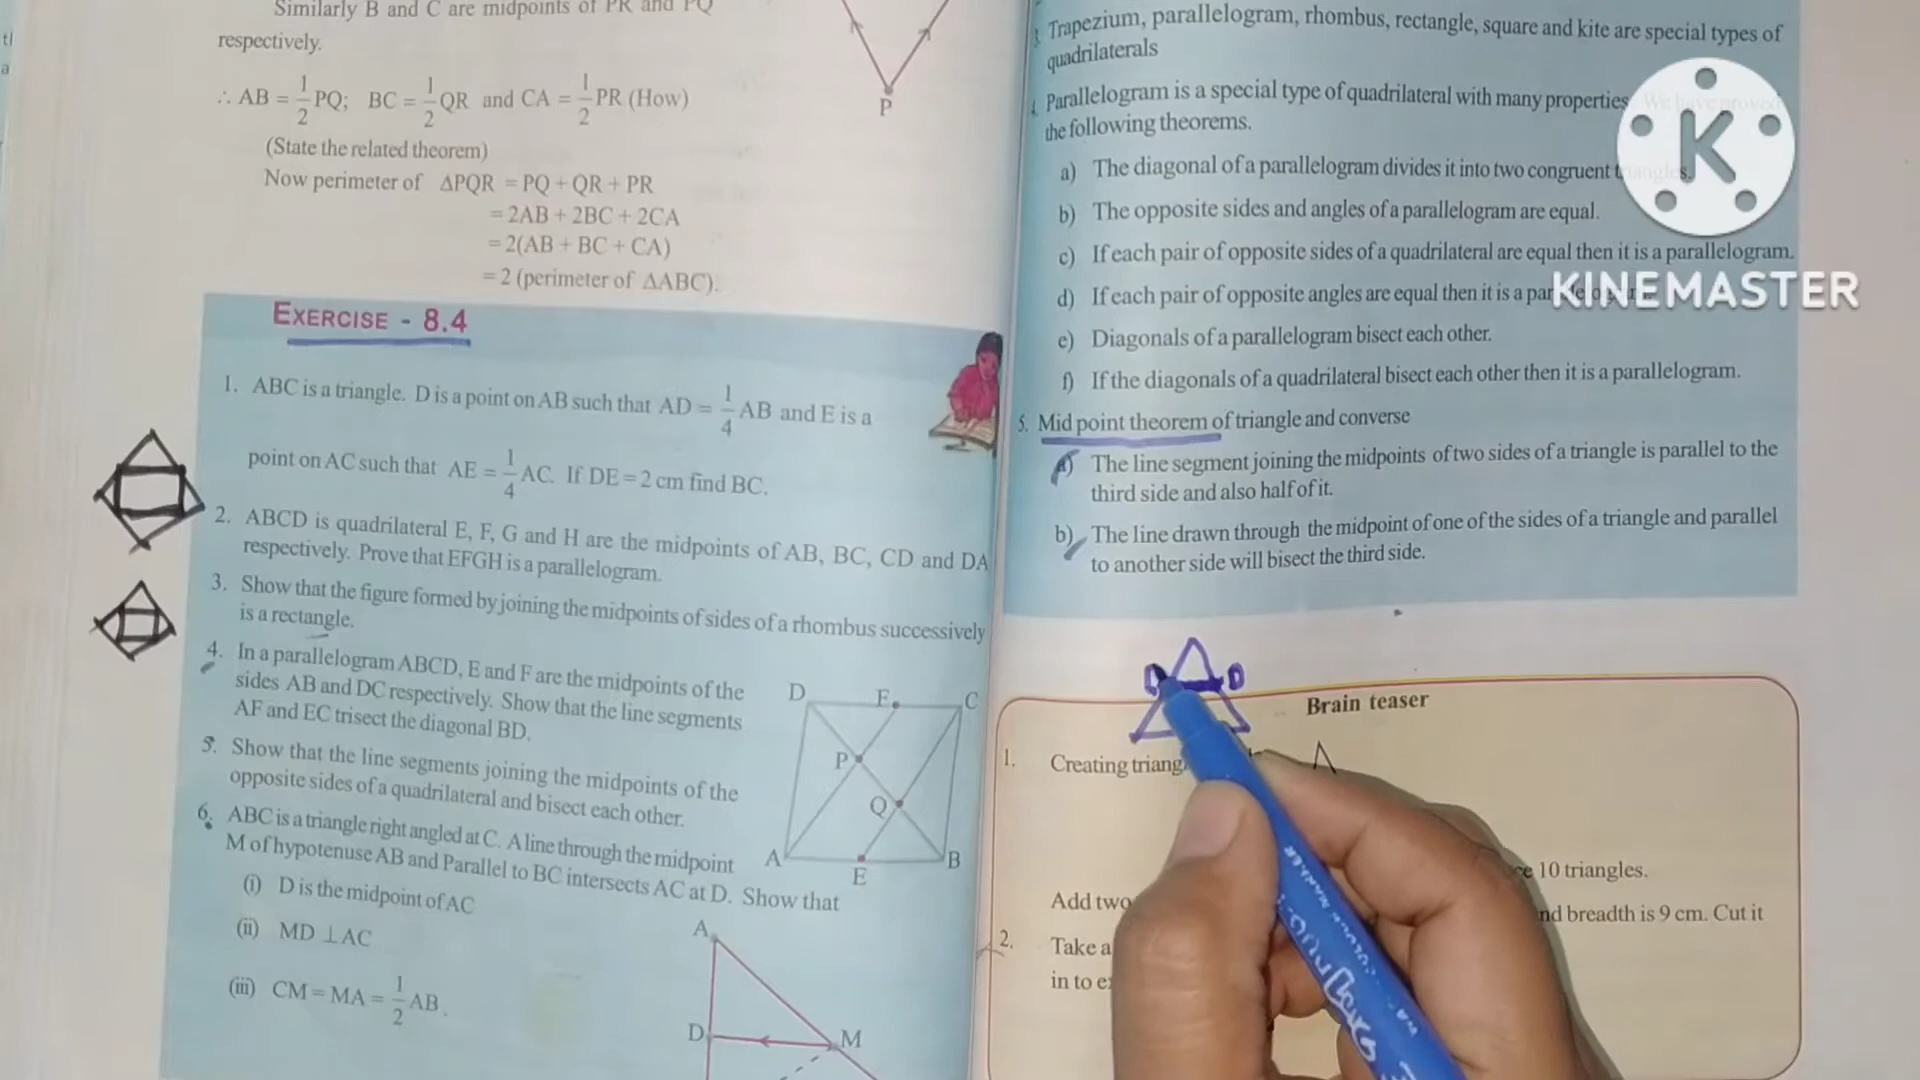 Similarly B and C are midpoints of PR and PQ
respectively.
∴ AB = 1/2 PQ; BC = 1/2 QR and CA = 1/2 PR (How)
(State the related theorem)
Now perimeter of ΔPQR = PQ + QR + PR
= 2AB + 2BC + 2CA
= 2(AB + BC + CA)
= 2 (perimeter of ΔABC).
P
EXERCISE - 8.4
1. ABC is a triangle. D is a point on AB such that AD = 1/4 AB and E is a
point on AC such that AE = 1/4 AC. If DE = 2 cm find BC.
2. ABCD is quadrilateral E, F, G and H are the midpoints of AB, BC, CD and DA
respectively. Prove that EFGH is a parallelogram.
3. Show that the figure formed by joining the midpoints of sides of a rhombus successively
is a rectangle.
4. In a parallelogram ABCD, E and F are the midpoints of the
sides AB and DC respectively. Show that the line segments
AF and EC trisect the diagonal BD.
5. Show that the line segments joining the midpoints of the
opposite sides of a quadrilateral and bisect each other.
6. ABC is a triangle right angled at C. A line through the midpoint
M of hypotenuse AB and Parallel to BC intersects AC at D. Show that
(i) D is the midpoint of AC
(ii) MD ⊥ AC
(iii) CM = MA = 1/2 AB.
D F C
P
Q
A E B
A
D M
3. Trapezium, parallelogram, rhombus, rectangle, square and kite are special types of
quadrilaterals
4. Parallelogram is a special type of quadrilateral with many properties. We have proved
the following theorems.
a) The diagonal of a parallelogram divides it into two congruent triangles.
b) The opposite sides and angles of a parallelogram are equal.
c) If each pair of opposite sides of a quadrilateral are equal then it is a parallelogram.
d) If each pair of opposite angles are equal then it is a
e) Diagonals of a parallelogram bisect each other.
f) If the diagonals of a quadrilateral bisect each other then it is a parallelogram.
5. Mid point theorem of triangle and converse
a) The line segment joining the midpoints of two sides of a triangle is parallel to the
third side and also half of it.
b) The line drawn through the midpoint of one of the sides of a triangle and parallel
to another side will bisect the third side.
K
KINEMASTER
Brain teaser
1. Creating
10 triangles.
Add two
nd breadth is 9 cm. Cut it
2. Take a
in to